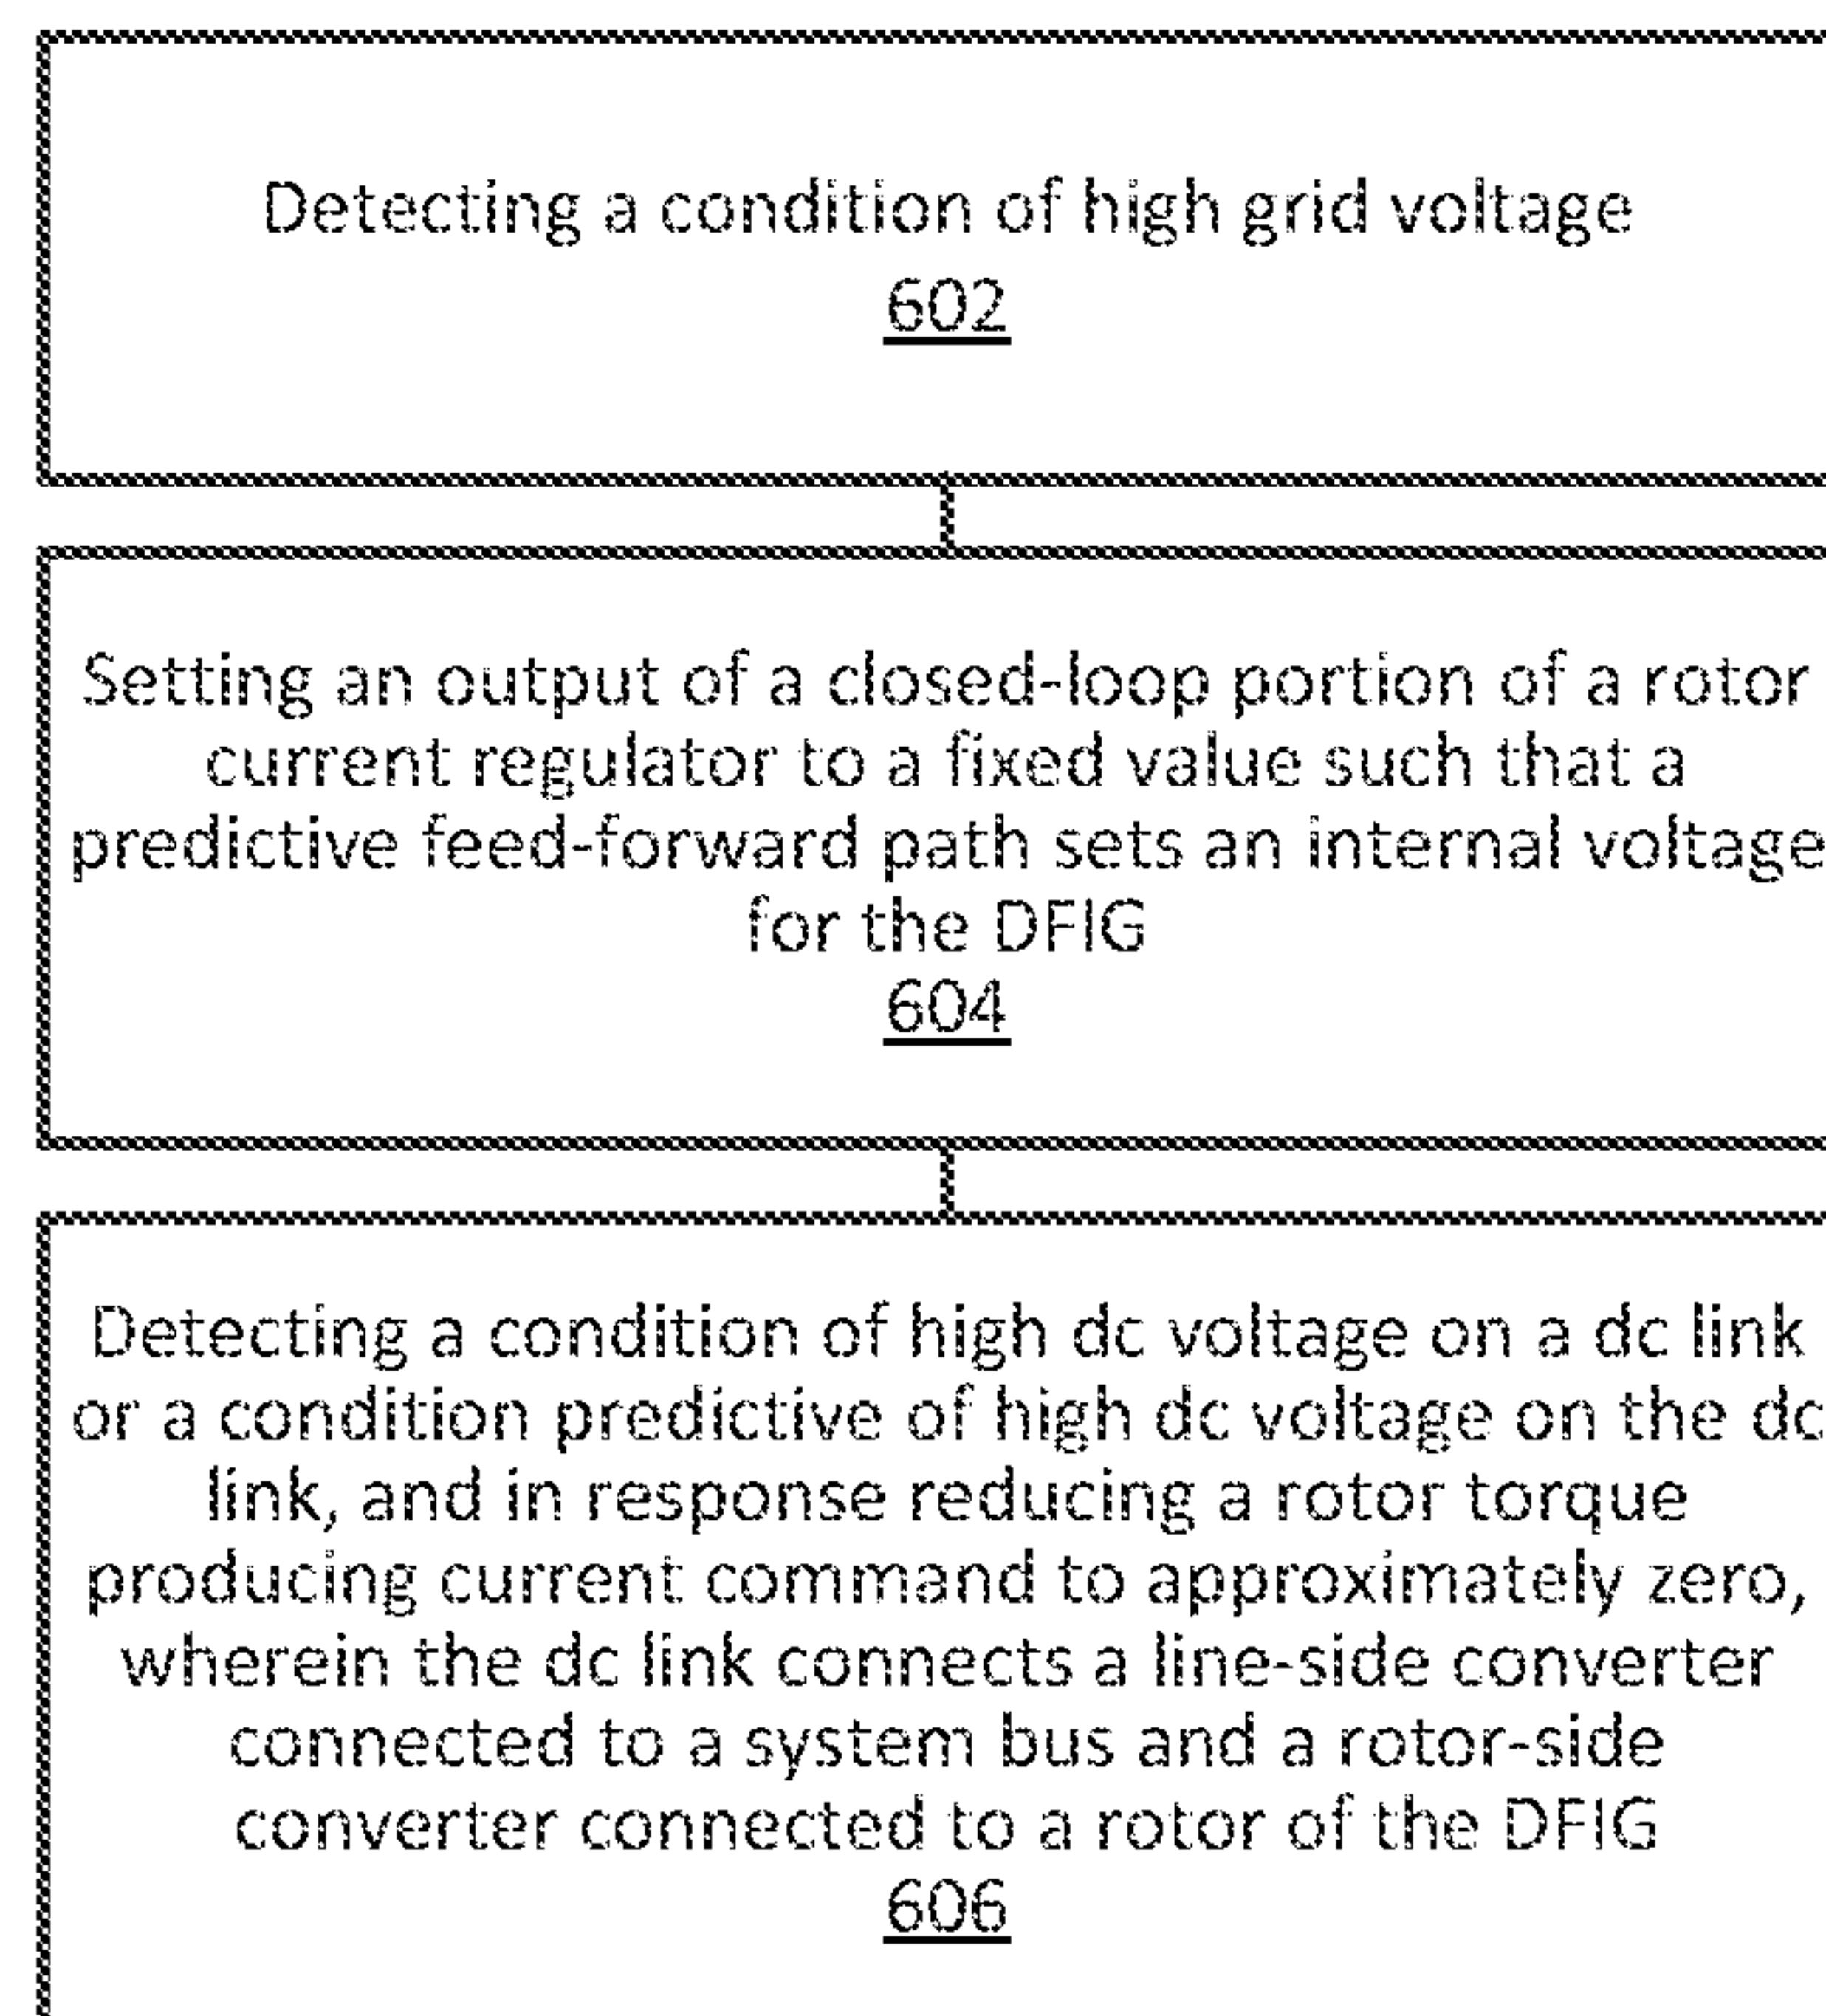 Detecting a condition of high grid voltage
602
Setting an output of a closed-loop portion of a rotor
current regulator to a fixed value such that a
predictive feed-forward path sets an internal voltage
for the DFIG
604
Detecting a condition of high dc voltage on a dc link
or a condition predictive of high dc voltage on the dc
link, and in response reducing a rotor torque
producing current command to approximately zero,
wherein the dc link connects a line-side converter
connected to a system bus and a rotor-side
converter connected to a rotor of the DFIG
606